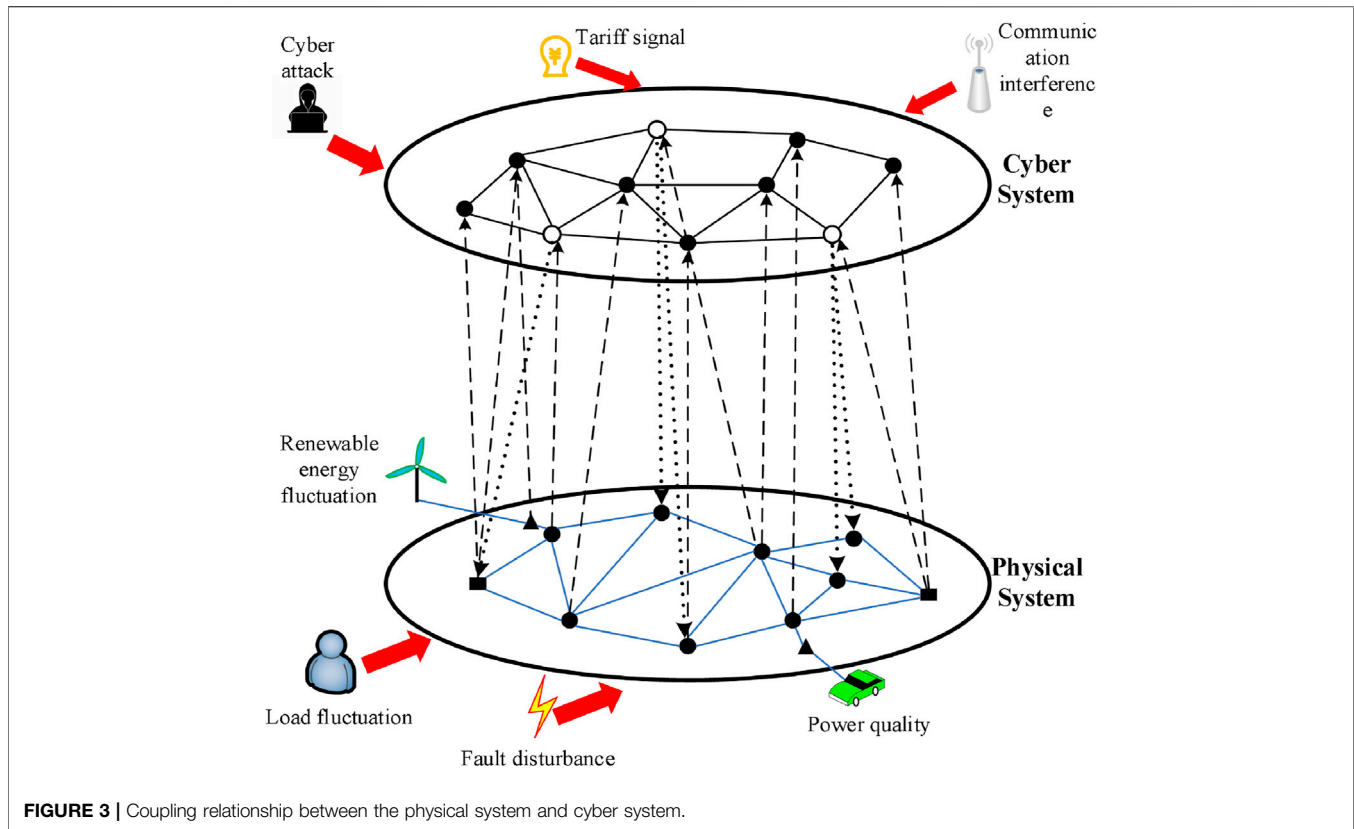 Cyber
attack
Tariff signal
¥
Communic
ation
interferenc
e
Cyber
System
Renewable
energy
fluctuation
Physical
System
Load fluctuation
Fault disturbance
Power quality
FIGURE 3 | Coupling relationship between the physical system and cyber system.